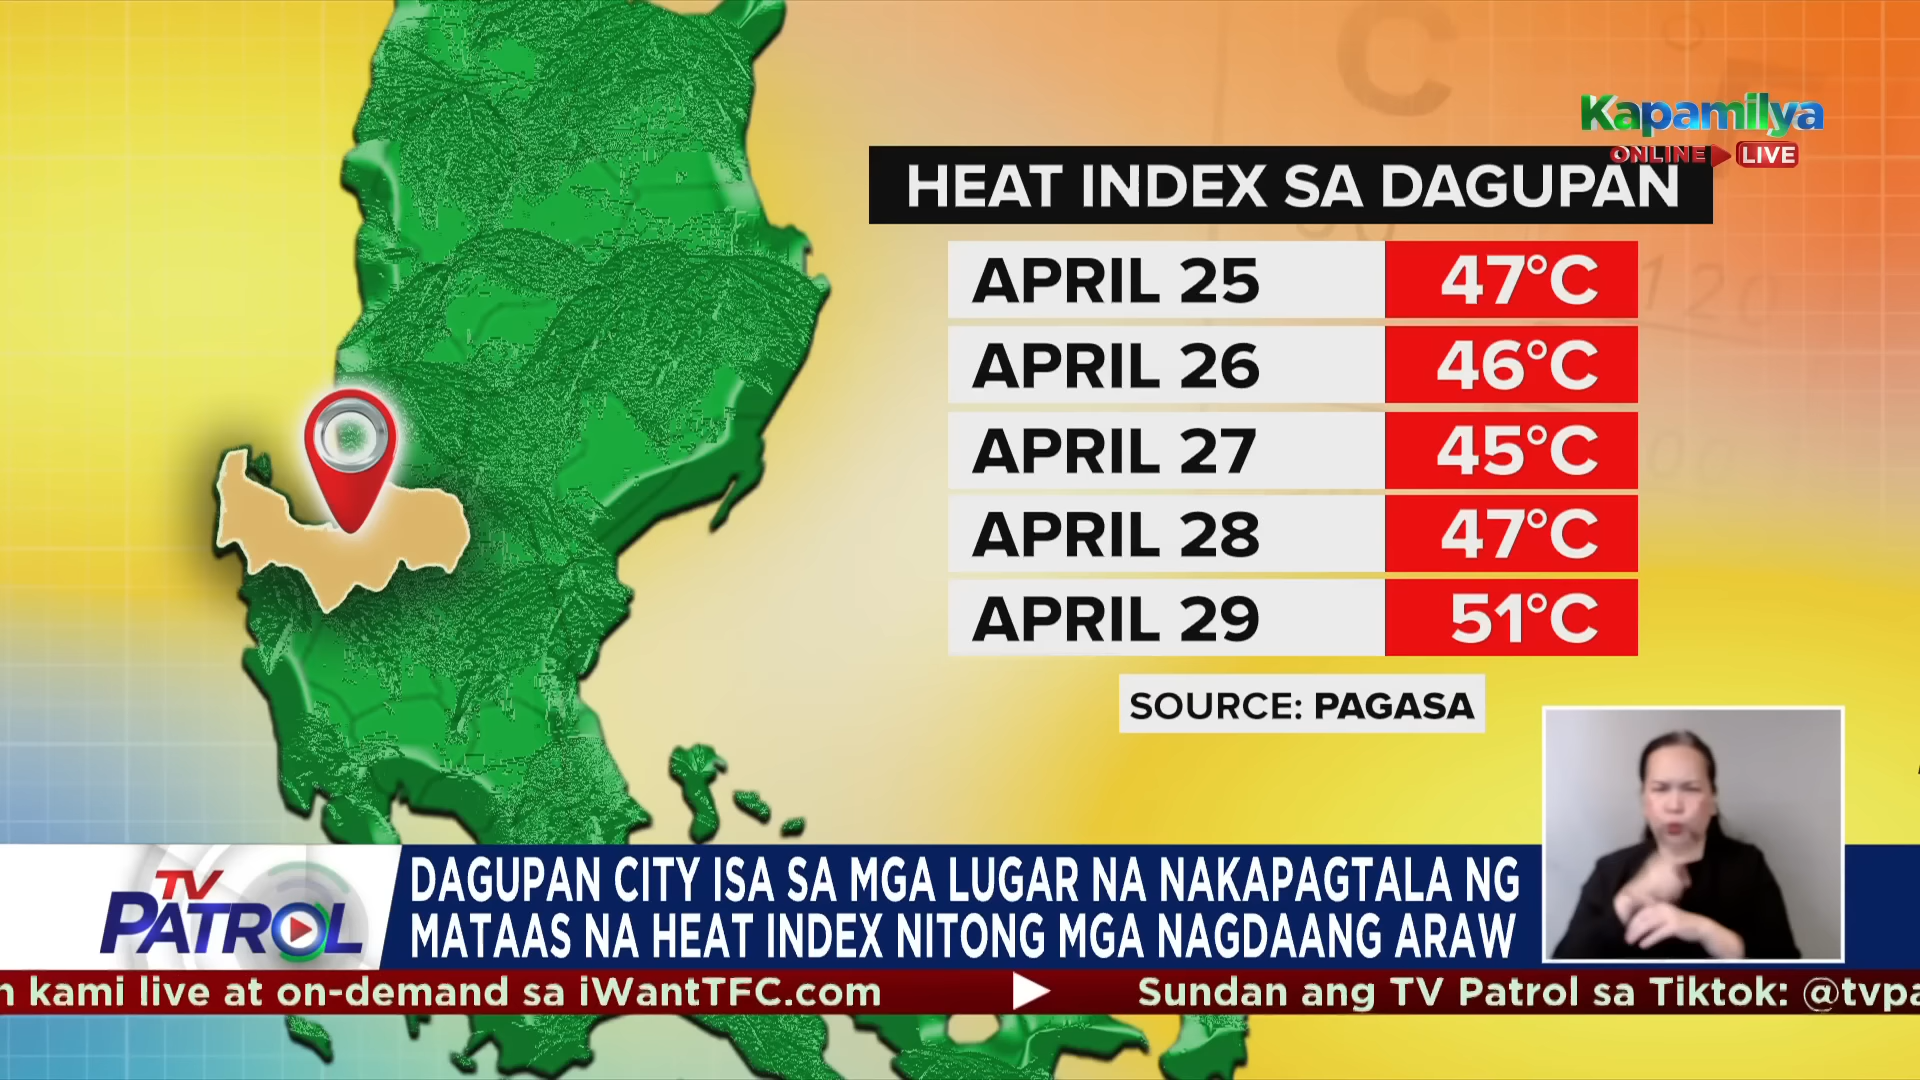 Kapamilya
ONLINE LIVE
HEAT INDEX SA DAGUPAN
APRIL 25 47°C
APRIL 26 46°C
APRIL 27 45°C
APRIL 28 47°C
APRIL 29 51°C
SOURCE: PAGASA
TV PATROL
DAGUPAN CITY ISA SA MGA LUGAR NA NAKAPAGTALA NG
MATAAS NA HEAT INDEX NITONG MGA NAGDAANG ARAW
n kami live at on-demand sa iWantTFC.com Sundan ang TV Patrol sa Tiktok: @tvpa